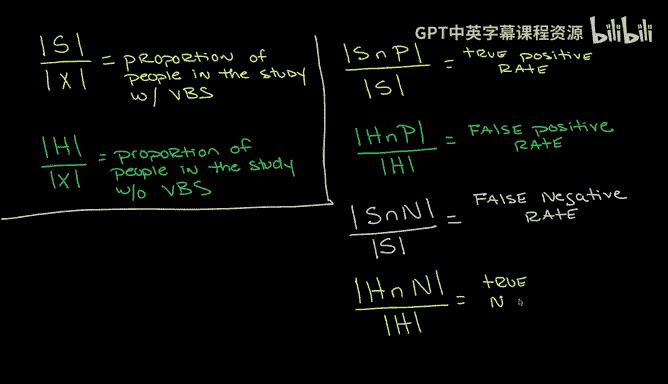 GPT中英字幕课程资源 bilibili
|S|/|X| = proportion of
people in the study
w/ VBS
|H|/|X| = proportion of
people in the study
w/o VBS
|S∩P|/|S| = true positive
RATE
|H∩P|/|H| = FALSE positive
RATE
|S∩N|/|S| = FALSE Negative
RATE
|H∩N|/|H| = tRUE
N